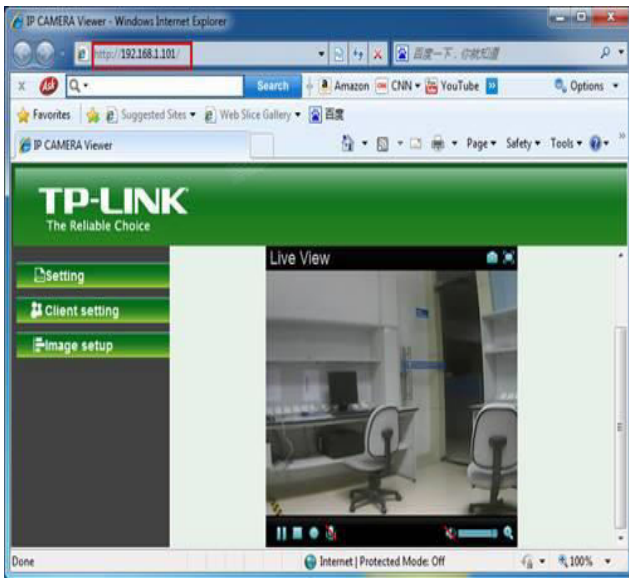 IP CAMERA Viewer - Windows Internet Explorer
http://192.168.1.101/
百度一下，你就知道
x Ask Search Amazon CNN YouTube Options
Favorites Suggested Sites Web Slice Gallery 百度
IP CAMERA Viewer Page Safety Tools
TP-LINK
The Reliable Choice
Live View
Setting
Client setting
Image setup
Done Internet | Protected Mode: Off 100%